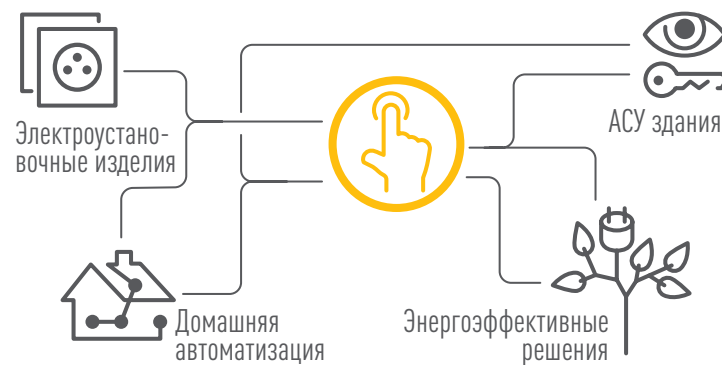 Электроустано-
вочные изделия
АСУ здания
Домашняя
автоматизация
Энергоэффективные
решения